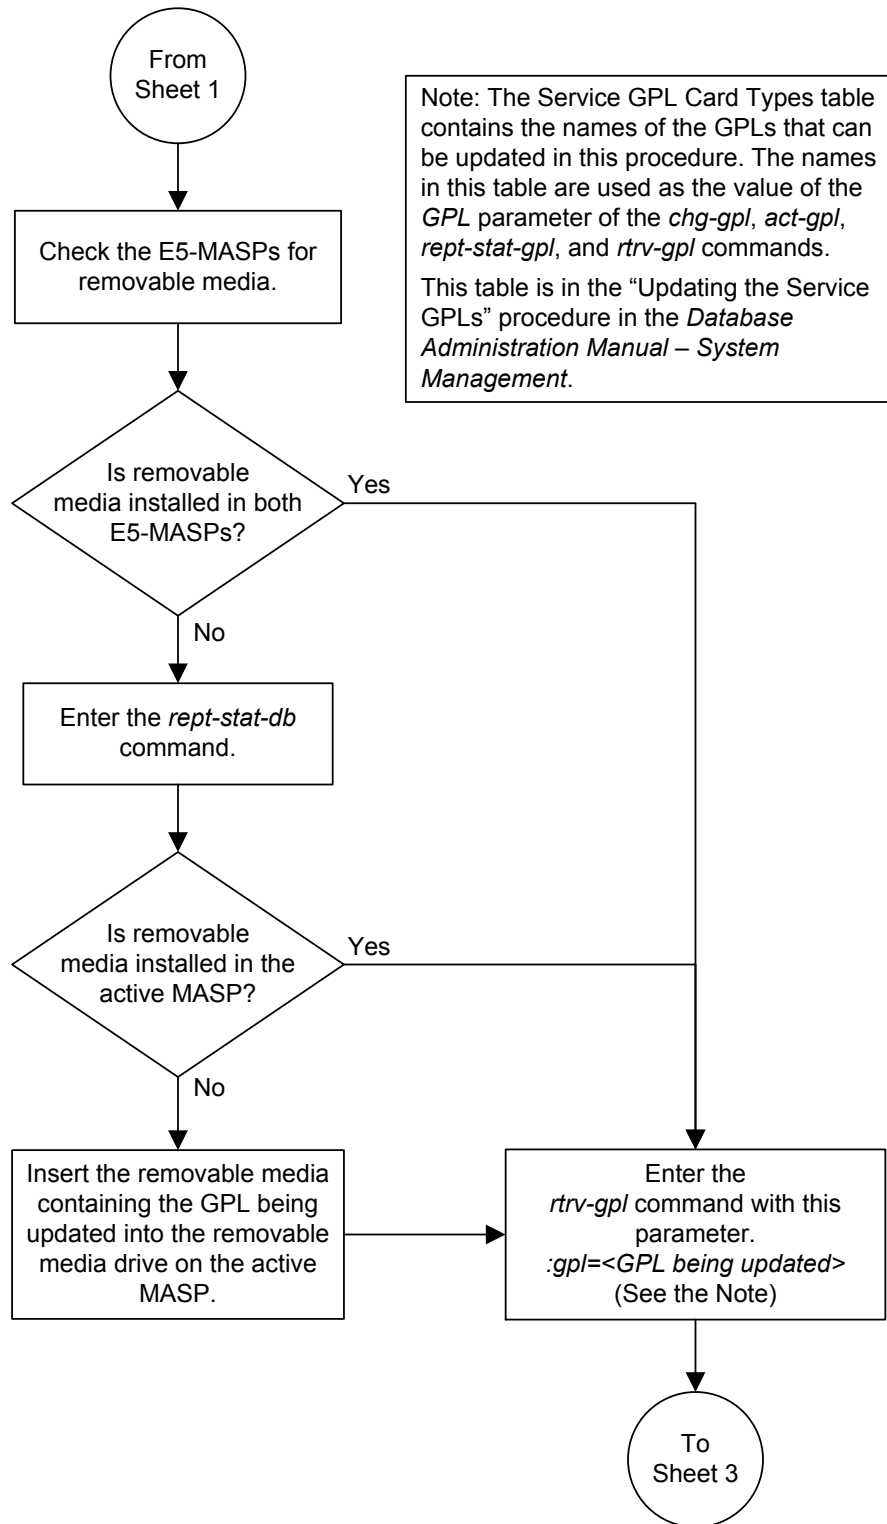 From
Sheet 1
Note: The Service GPL Card Types table
contains the names of the GPLs that can
be updated in this procedure. The names
in this table are used as the value of the
GPL parameter of the chg-gpl, act-gpl,
rept-stat-gpl, and rtrv-gpl commands.
This table is in the “Updating the Service
GPLs” procedure in the Database
Administration Manual – System
Management.
Check the E5-MASPs for
removable media.
Is removable
media installed in both
E5-MASPs?
Yes
No
Enter the rept-stat-db
command.
Is removable
media installed in the
active MASP?
Yes
No
Insert the removable media
containing the GPL being
updated into the removable
media drive on the active
MASP.
Enter the
rtrv-gpl command with this
parameter.
:gpl=<GPL being updated>
(See the Note)
To
Sheet 3